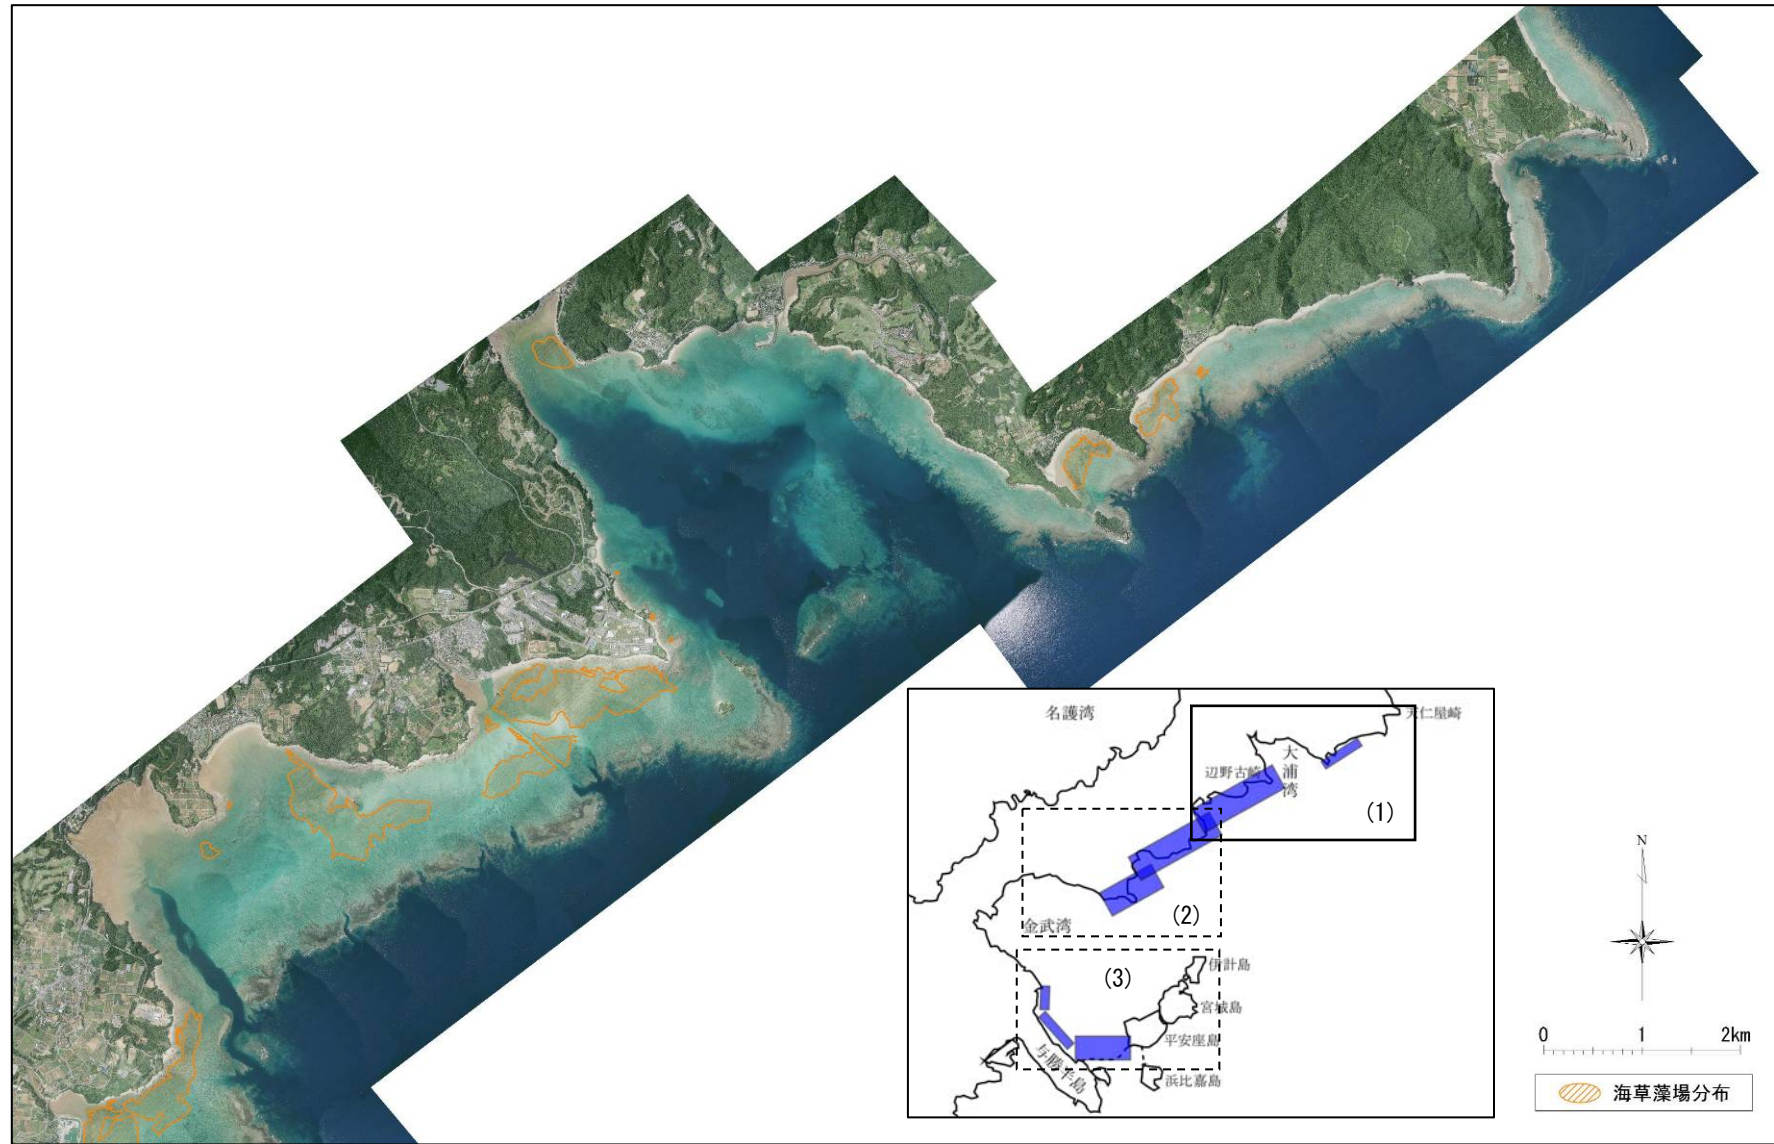 名護湾
天仁屋崎
大浦湾
辺野古崎
(1)
(2)
金武湾
(3)
伊計島
宮城島
平安座島
与勝半島
浜比嘉島
N
0 1 2km
海草藻場分布